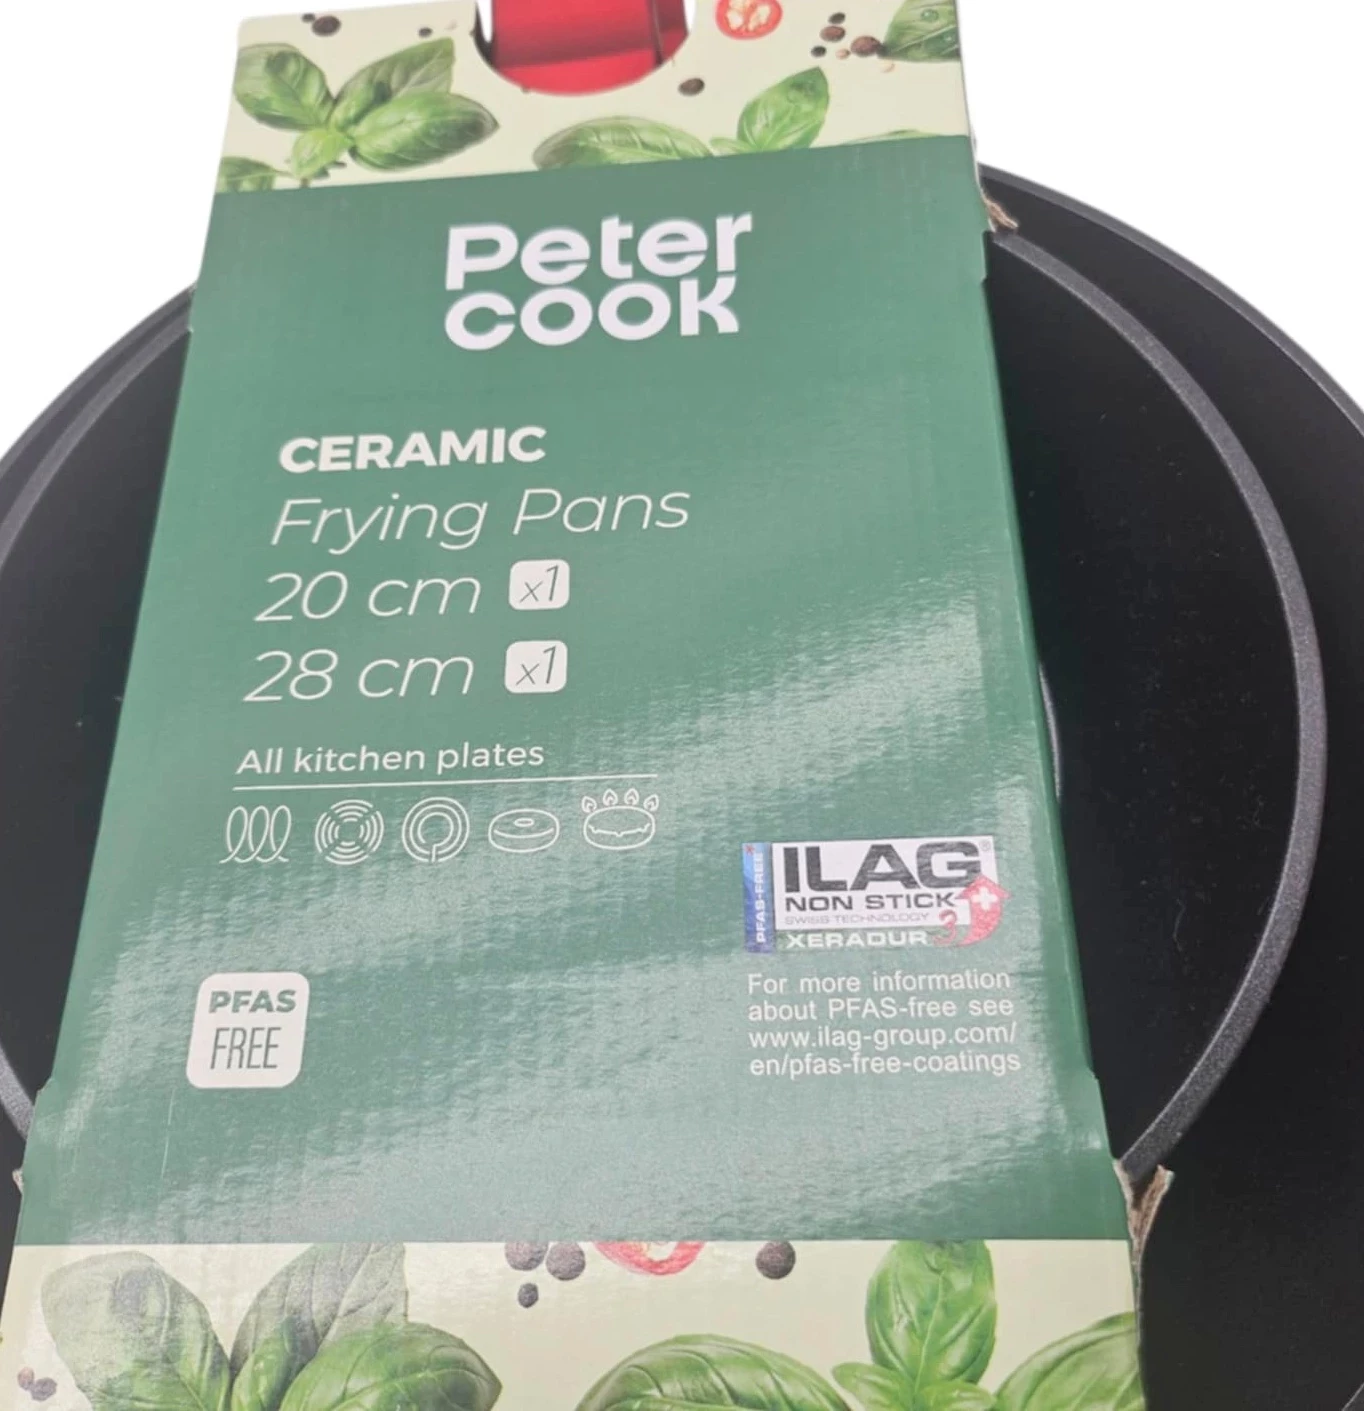 Peter
COOK
CERAMIC
Frying Pans
20 cm x1
28 cm x1
All kitchen plates
PFAS-FREE*
ILAG®
NON STICK
SWISS TECHNOLOGY
XERADUR 3
PFAS
FREE
For more information
about PFAS-free see
www.ilag-group.com/
en/pfas-free-coatings